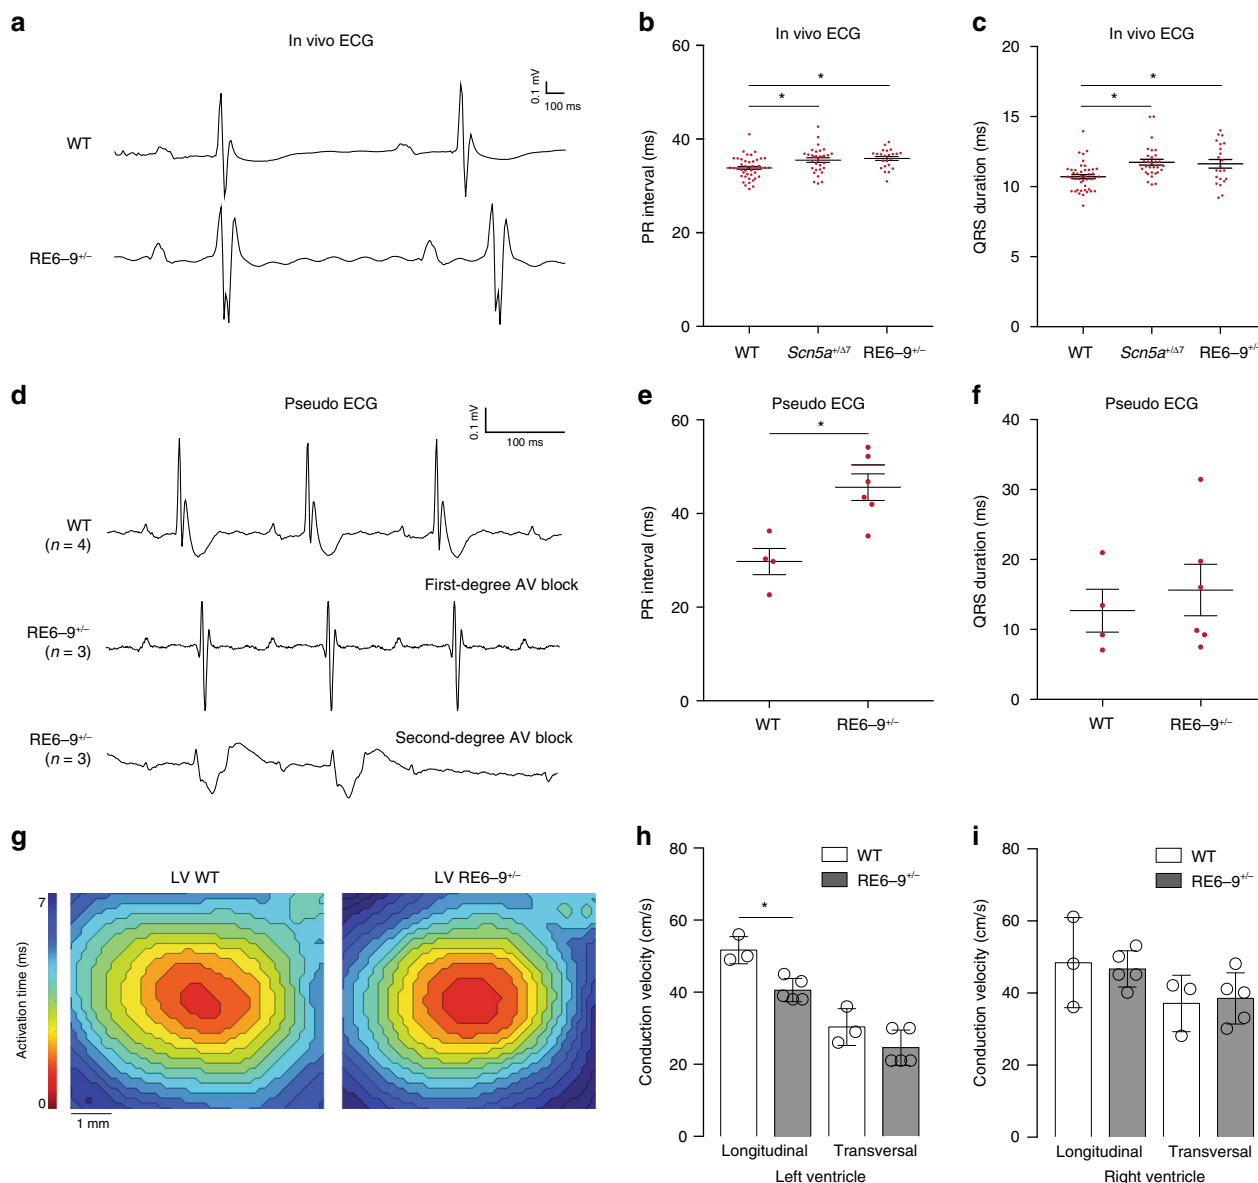 a
In vivo ECG
0.1 mV
100 ms
WT
RE6–9+/–
b
In vivo ECG
PR interval (ms)
60
40
20
0
*
*
WT
Scn5a+/Δ7
RE6–9+/–
c
In vivo ECG
QRS duration (ms)
20
15
10
5
0
*
*
WT
Scn5a+/Δ7
RE6–9+/–
d
Pseudo ECG
0.1 mV
100 ms
WT
(n = 4)
First-degree AV block
RE6–9+/–
(n = 3)
Second-degree AV block
RE6–9+/–
(n = 3)
e
Pseudo ECG
PR interval (ms)
60
40
20
0
*
WT
RE6–9+/–
f
Pseudo ECG
QRS duration (ms)
40
30
20
10
0
WT
RE6–9+/–
g
LV WT
LV RE6–9+/–
Activation time (ms)
7
0
1 mm
h
Conduction velocity (cm/s)
80
60
40
20
0
WT
RE6–9+/–
*
Longitudinal
Transversal
Left ventricle
i
Conduction velocity (cm/s)
80
60
40
20
0
WT
RE6–9+/–
Longitudinal
Transversal
Right ventricle